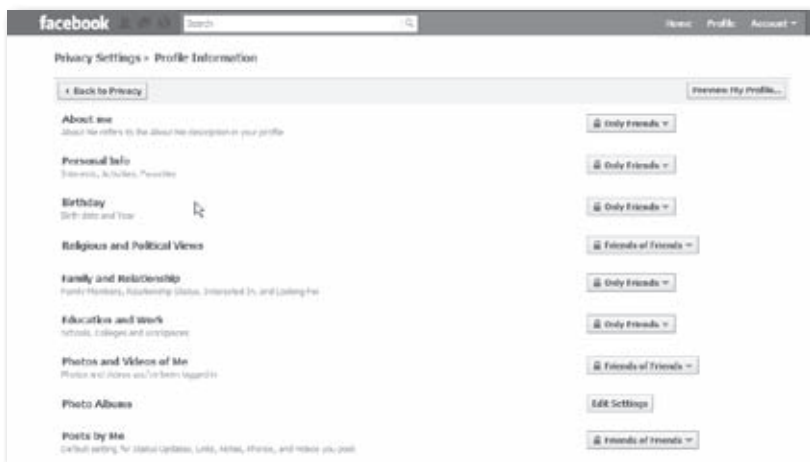 facebook Search Home Profile Account
Privacy Settings » Profile Information
Back to Privacy Preview My Profile...
About me Only Friends
About Me refers to the About Me description in your profile
Personal Info Only Friends
Interests, Activities, Favorites
Birthday Only Friends
Birth date and Year
Religious and Political Views Friends of Friends
Family and Relationship Only Friends
Family Members, Relationship Status, Interested In, and Looking For
Education and Work Only Friends
Schools, Colleges and workplaces
Photos and Videos of Me Friends of Friends
Photos and Videos you've been tagged in
Photo Albums Edit Settings
Posts by Me Friends of Friends
Default setting for Status Updates, Links, Notes, Photos, and Videos you post